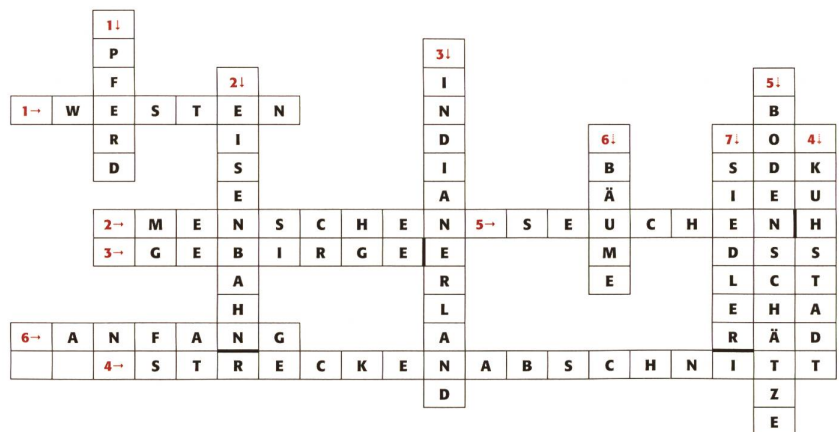 1↓
P 3↓
F 2↓ I 5↓
1→ W E S T E N N B
R I D 6↓ 7↓ O 4↓
D S I B S D K
E A Ä I E U
2→ M E N S C H E N 5→ S E U C H E N H
3→ G E B I R G E E M D S S
A R E L C T
H L E H A
6→ A N F A N G A R Ä D
4→ S T R E C K E N A B S C H N I T T
D Z
E